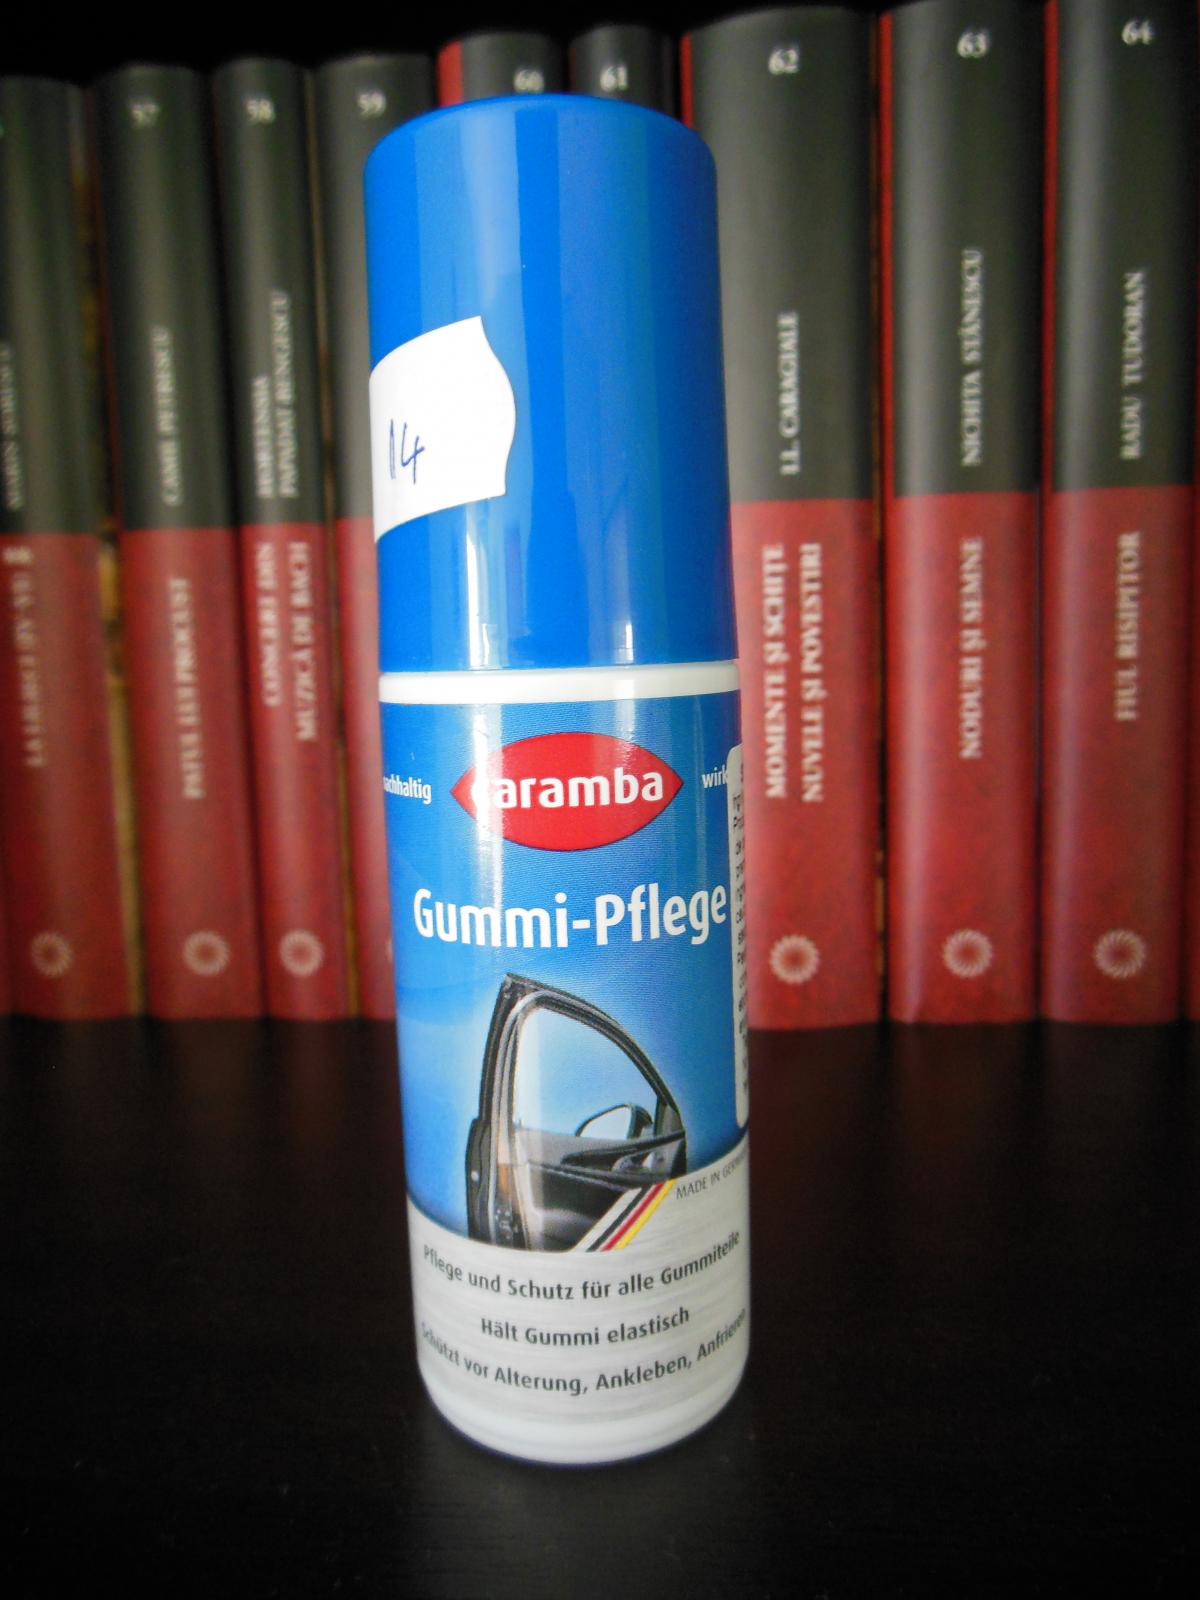 57
58
59
60
61
62
63
64
CAMIL PETRESCU
PATUL LUI PROCUST
HORTENSIA
PAPADAT BENGESCU
CONCERT DIN
MUZICĂ DE BACH
I.L. CARAGIALE
MOMENTE ȘI SCHIȚE
NUVELE ȘI POVESTIRI
NICHITA STĂNESCU
NODURI ȘI SEMNE
RADU TUDORAN
FIUL RISIPITOR
14
caramba
Gummi-Pflege
MADE IN
Pflege und Schutz für alle Gummiteile
Hält Gummi elastisch
Schützt vor Alterung, Ankleben, Anfrieren